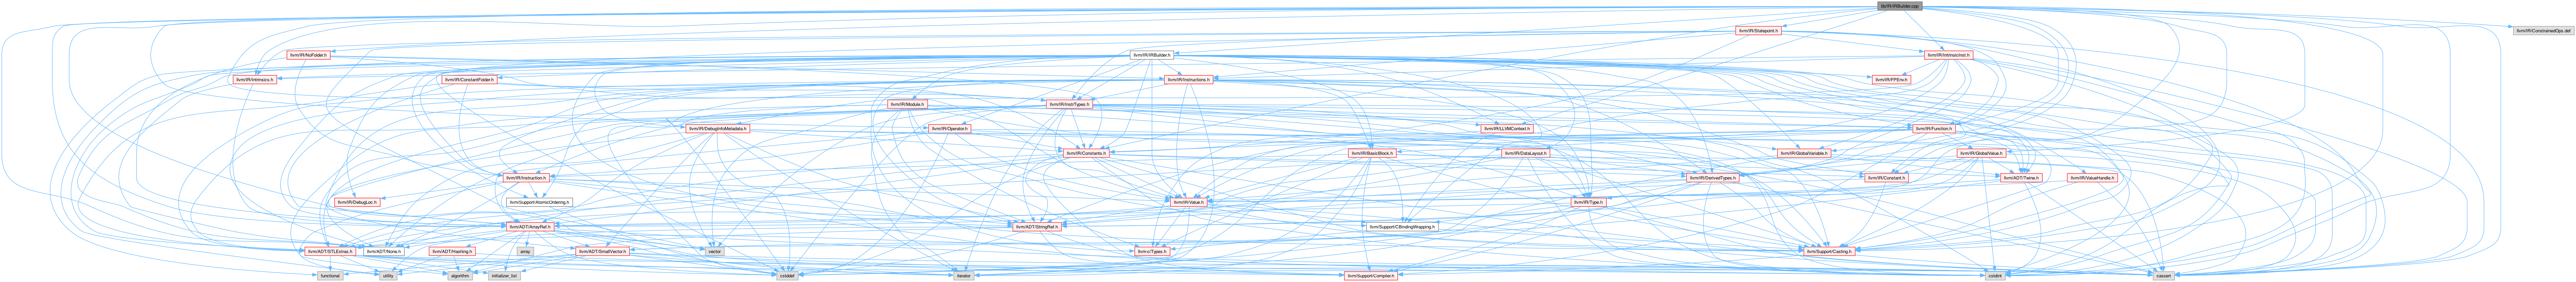 lib/IR/IRBuilder.cpp
llvm/IR/Statepoint.h
llvm/IR/ConstrainedOps.def
llvm/IR/NoFolder.h
llvm/IR/IRBuilder.h
llvm/IR/IntrinsicInst.h
llvm/IR/Intrinsics.h
llvm/IR/ConstantFolder.h
llvm/IR/Instructions.h
llvm/IR/FPEnv.h
llvm/IR/Module.h
llvm/IR/InstrTypes.h
llvm/IR/DebugInfoMetadata.h
llvm/IR/Operator.h
llvm/IR/LLVMContext.h
llvm/IR/Function.h
llvm/IR/Constants.h
llvm/IR/BasicBlock.h
llvm/IR/DataLayout.h
llvm/IR/GlobalVariable.h
llvm/IR/GlobalValue.h
llvm/IR/Instruction.h
llvm/IR/DerivedTypes.h
llvm/IR/Constant.h
llvm/ADT/Twine.h
llvm/IR/ValueHandle.h
llvm/IR/DebugLoc.h
llvm/Support/AtomicOrdering.h
llvm/IR/Value.h
llvm/IR/Type.h
llvm/ADT/ArrayRef.h
llvm/ADT/StringRef.h
llvm/Support/CBindingWrapping.h
llvm/ADT/STLExtras.h
llvm/ADT/None.h
llvm/ADT/Hashing.h
array
llvm/ADT/SmallVector.h
vector
llvm-c/Types.h
llvm/Support/Casting.h
functional
utility
algorithm
initializer_list
cstddef
iterator
llvm/Support/Compiler.h
cstdint
cassert